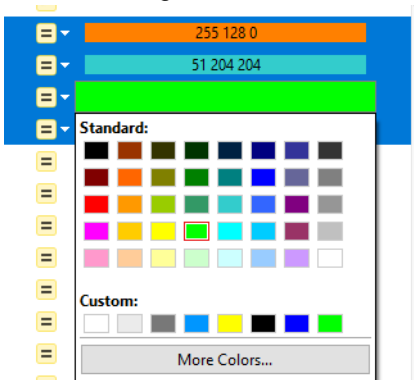 255 128 0
51 204 204
Standard:
Custom:
More Colors...